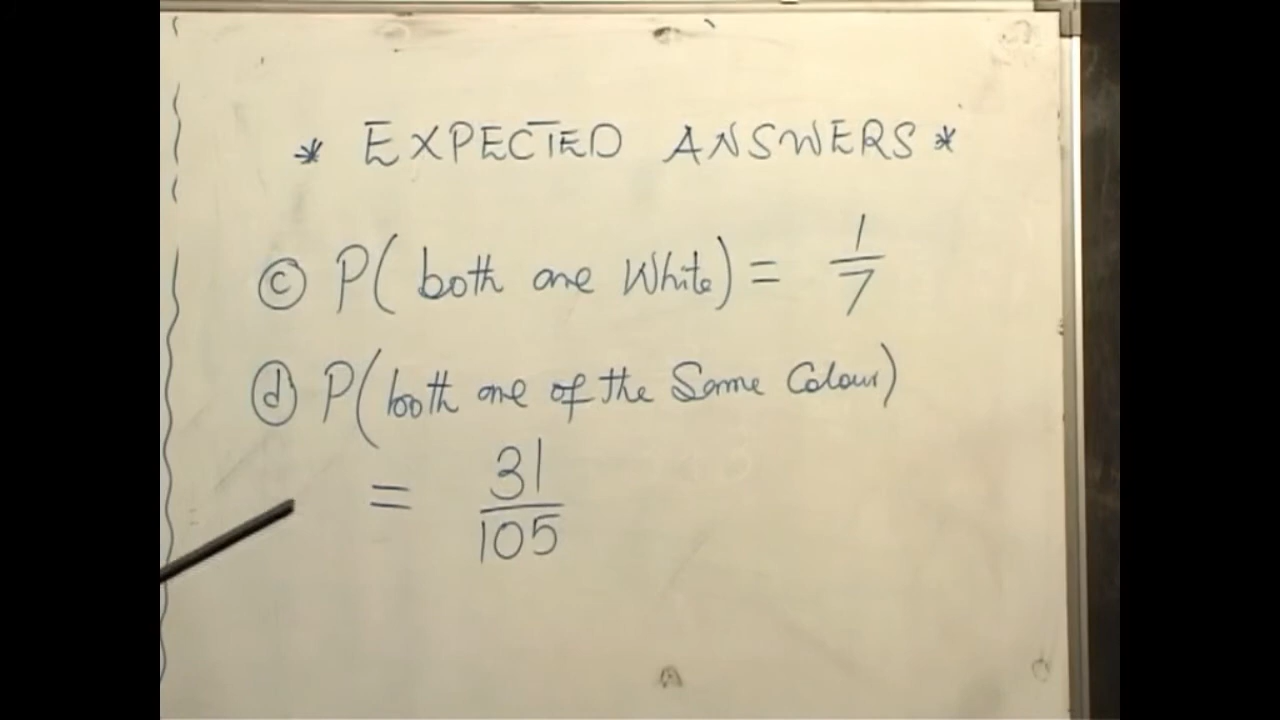 * EXPECTED ANSWERS *
(c) P( both are White) = 1/7
(d) P( both are of the Same Colour)
= 31/105